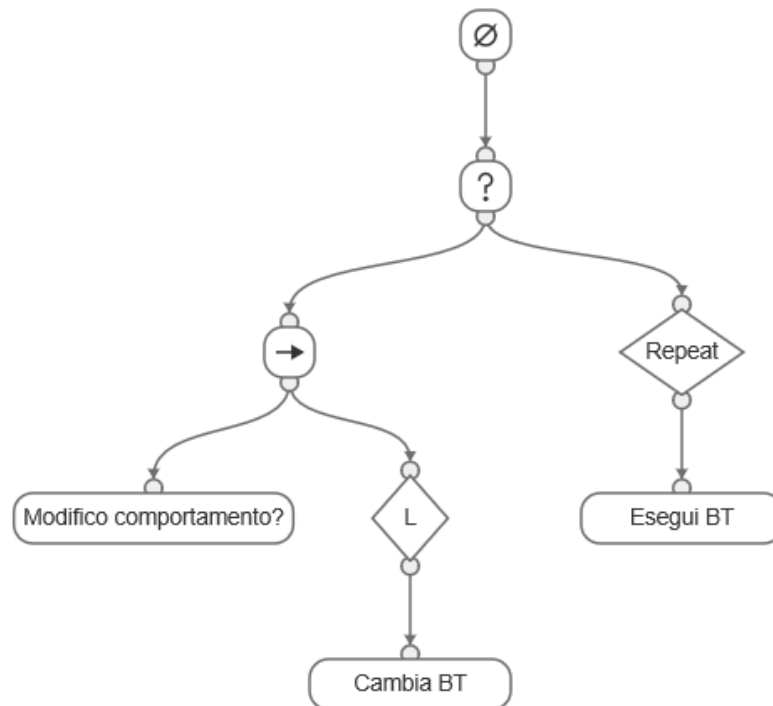 Ø
?
→
Repeat
Modifico comportamento?
L
Esegui BT
Cambia BT